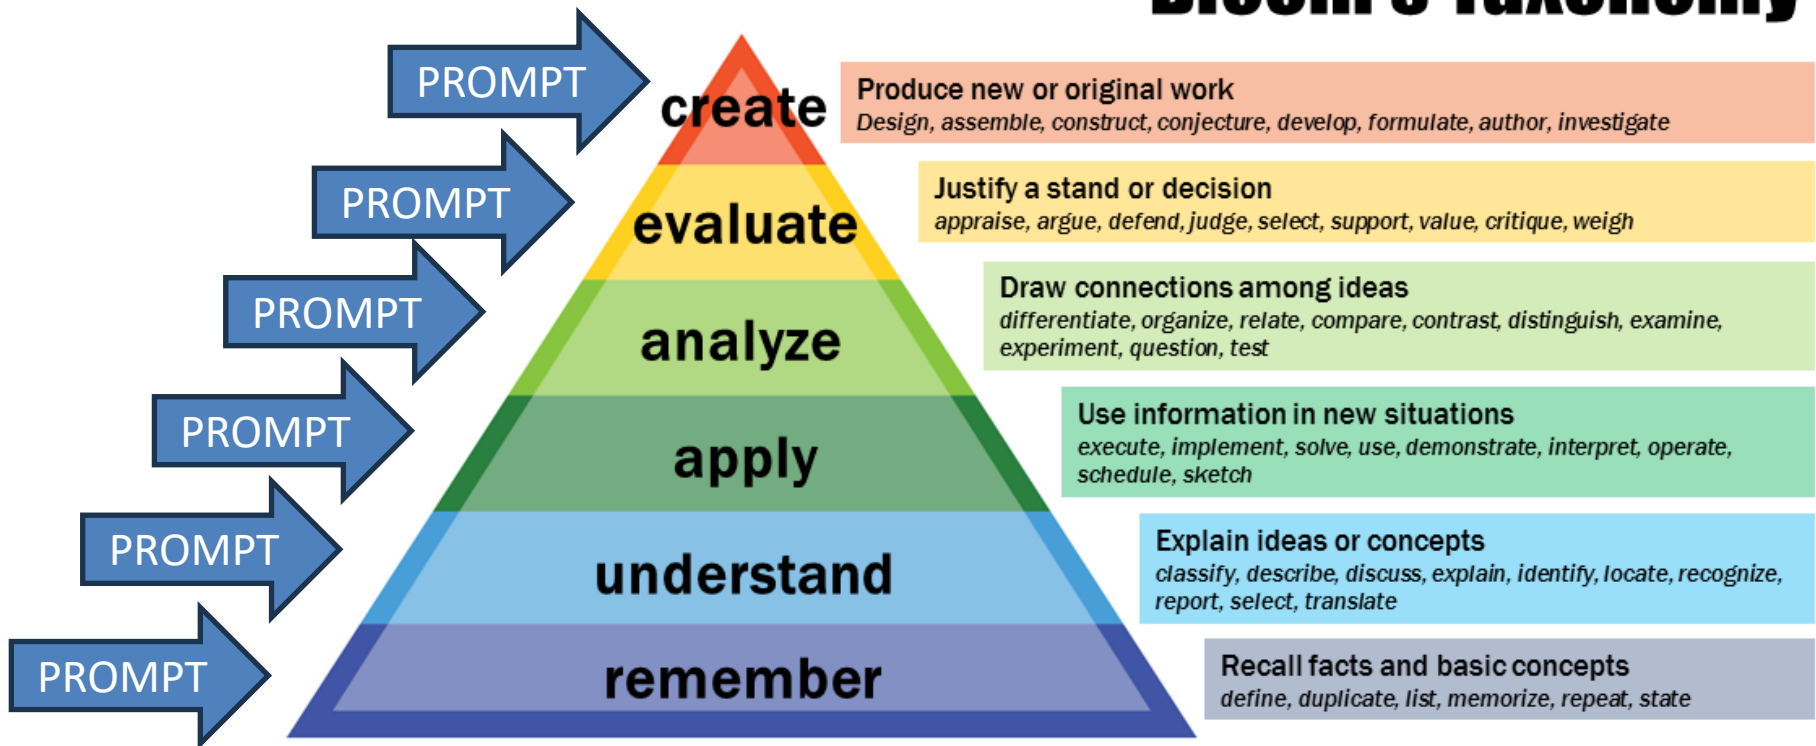 Bloom's Taxonomy
PROMPT
create
Produce new or original work
Design, assemble, construct, conjecture, develop, formulate, author, investigate
PROMPT
evaluate
Justify a stand or decision
appraise, argue, defend, judge, select, support, value, critique, weigh
PROMPT
analyze
Draw connections among ideas
differentiate, organize, relate, compare, contrast, distinguish, examine,
experiment, question, test
PROMPT
apply
Use information in new situations
execute, implement, solve, use, demonstrate, interpret, operate,
schedule, sketch
PROMPT
understand
Explain ideas or concepts
classify, describe, discuss, explain, identify, locate, recognize,
report, select, translate
PROMPT
remember
Recall facts and basic concepts
define, duplicate, list, memorize, repeat, state